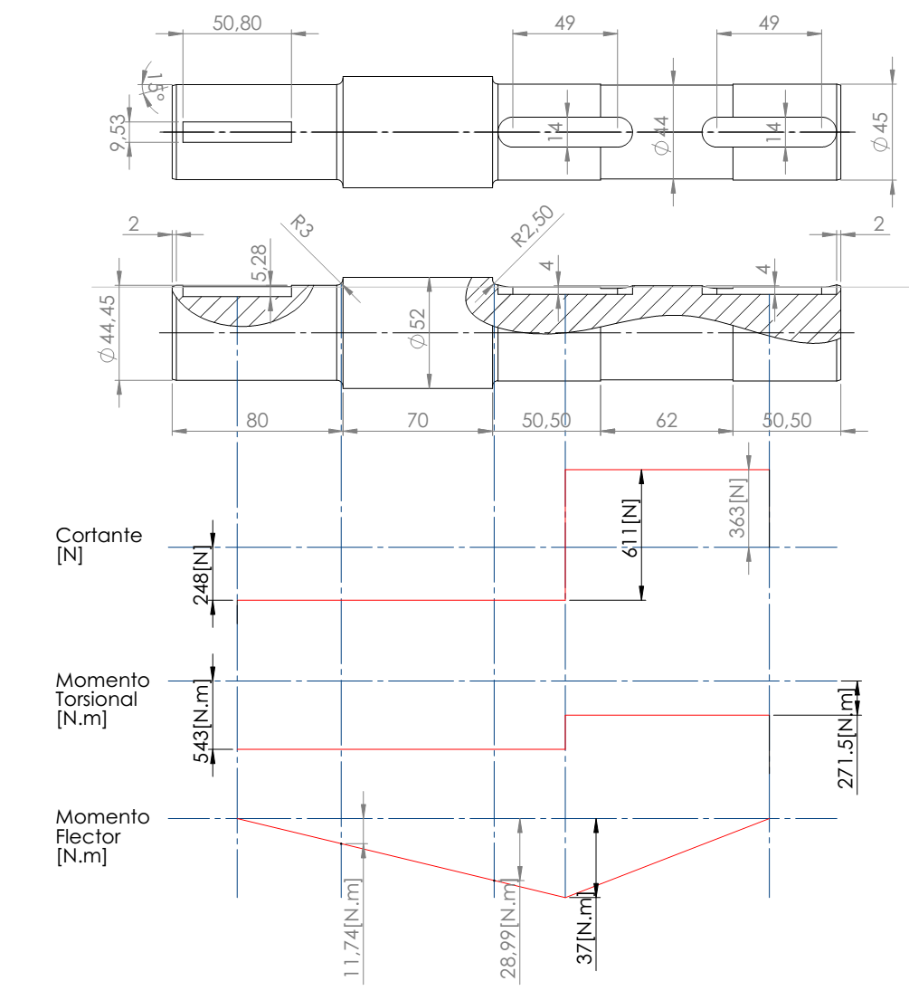 50,80
49
49
15°
9,53
14
∅44
14
∅45
2
R3
R2,50
2
5,28
4
4
∅44,45
∅52
80
70
50,50
62
50,50
Cortante
[N]
248[N]
611[N]
363[N]
Momento
Torsional
[N.m]
543[N.m]
271.5[N.m]
Momento
Flector
[N.m]
11,74[N.m]
28,99[N.m]
37[N.m]